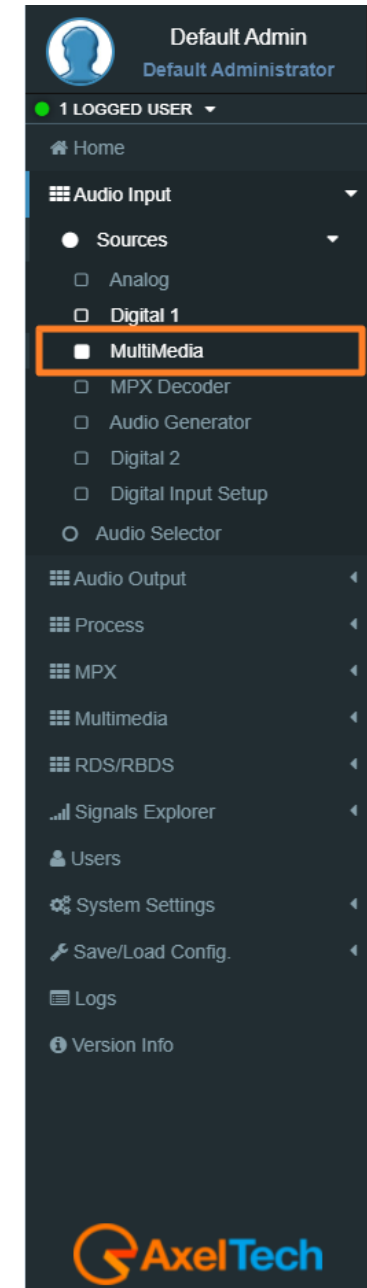 Default Admin
Default Administrator
1 LOGGED USER
Home
Audio Input
Sources
Analog
Digital 1
MultiMedia
MPX Decoder
Audio Generator
Digital 2
Digital Input Setup
Audio Selector
Audio Output
Process
MPX
Multimedia
RDS/RBDS
Signals Explorer
Users
System Settings
Save/Load Config.
Logs
Version Info
AxelTech